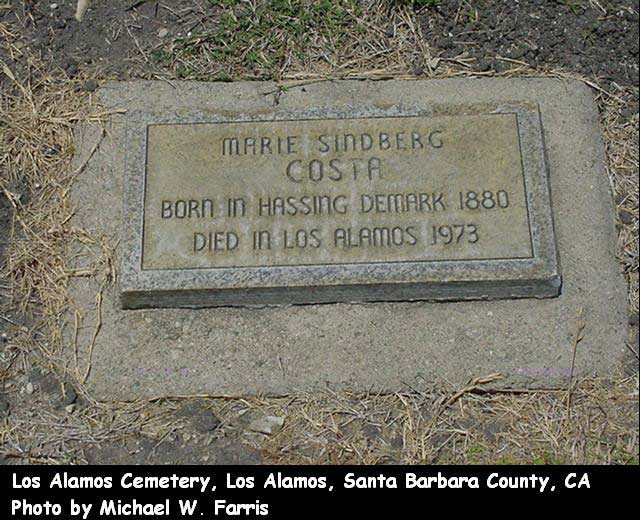 MARIE SINDBERG
COSTA
BORN IN HASSING DEMARK 1880
DIED IN LOS ALAMOS 1973
Los Alamos Cemetery, Los Alamos, Santa Barbara County, CA
Photo by Michael W. Farris